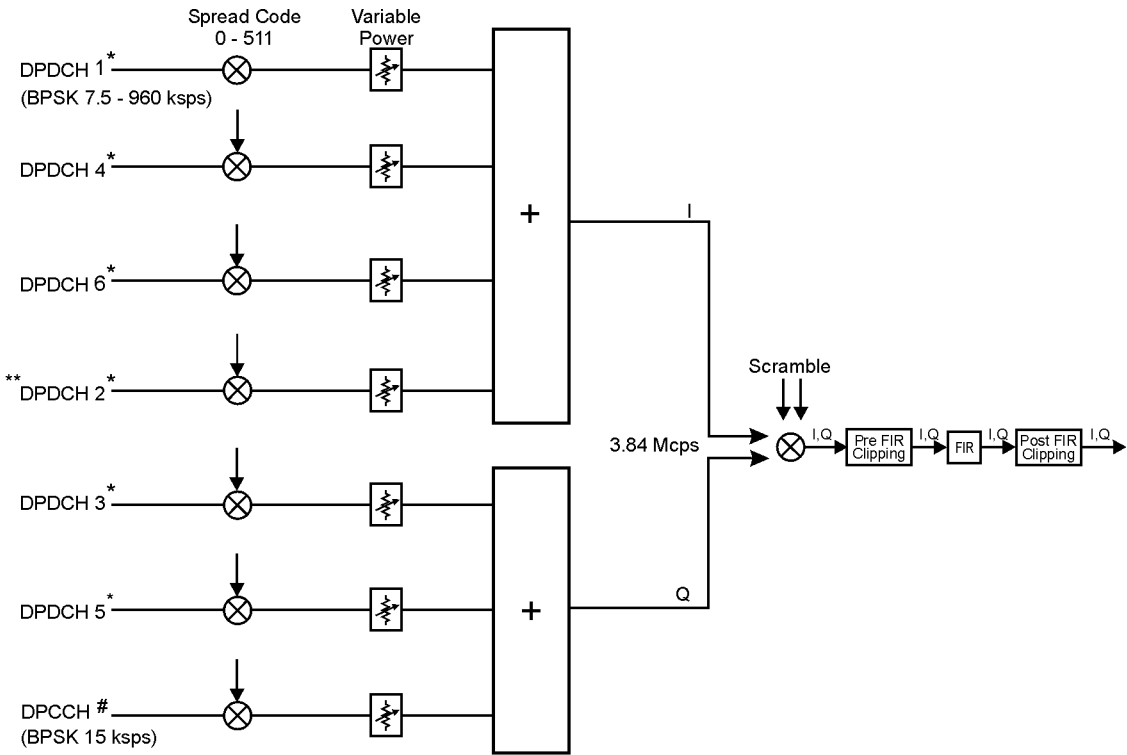 Spread Code
0 - 511
Variable
Power
DPDCH 1*
(BPSK 7.5 - 960 ksps)
DPDCH 4*
DPDCH 6*
**DPDCH 2*
DPDCH 3*
DPDCH 5*
DPCCH #
(BPSK 15 ksps)
+
+
I
Q
3.84 Mcps
Scramble
I,Q
Pre FIR
Clipping
I,Q
FIR
I,Q
Post FIR
Clipping
I,Q